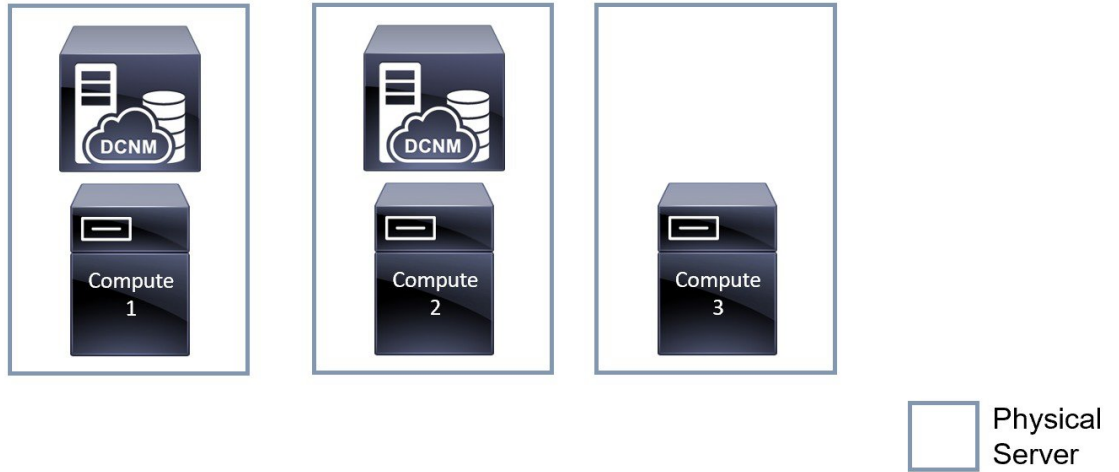 DCNM
DCNM
Compute
1
Compute
2
Compute
3
Physical
Server